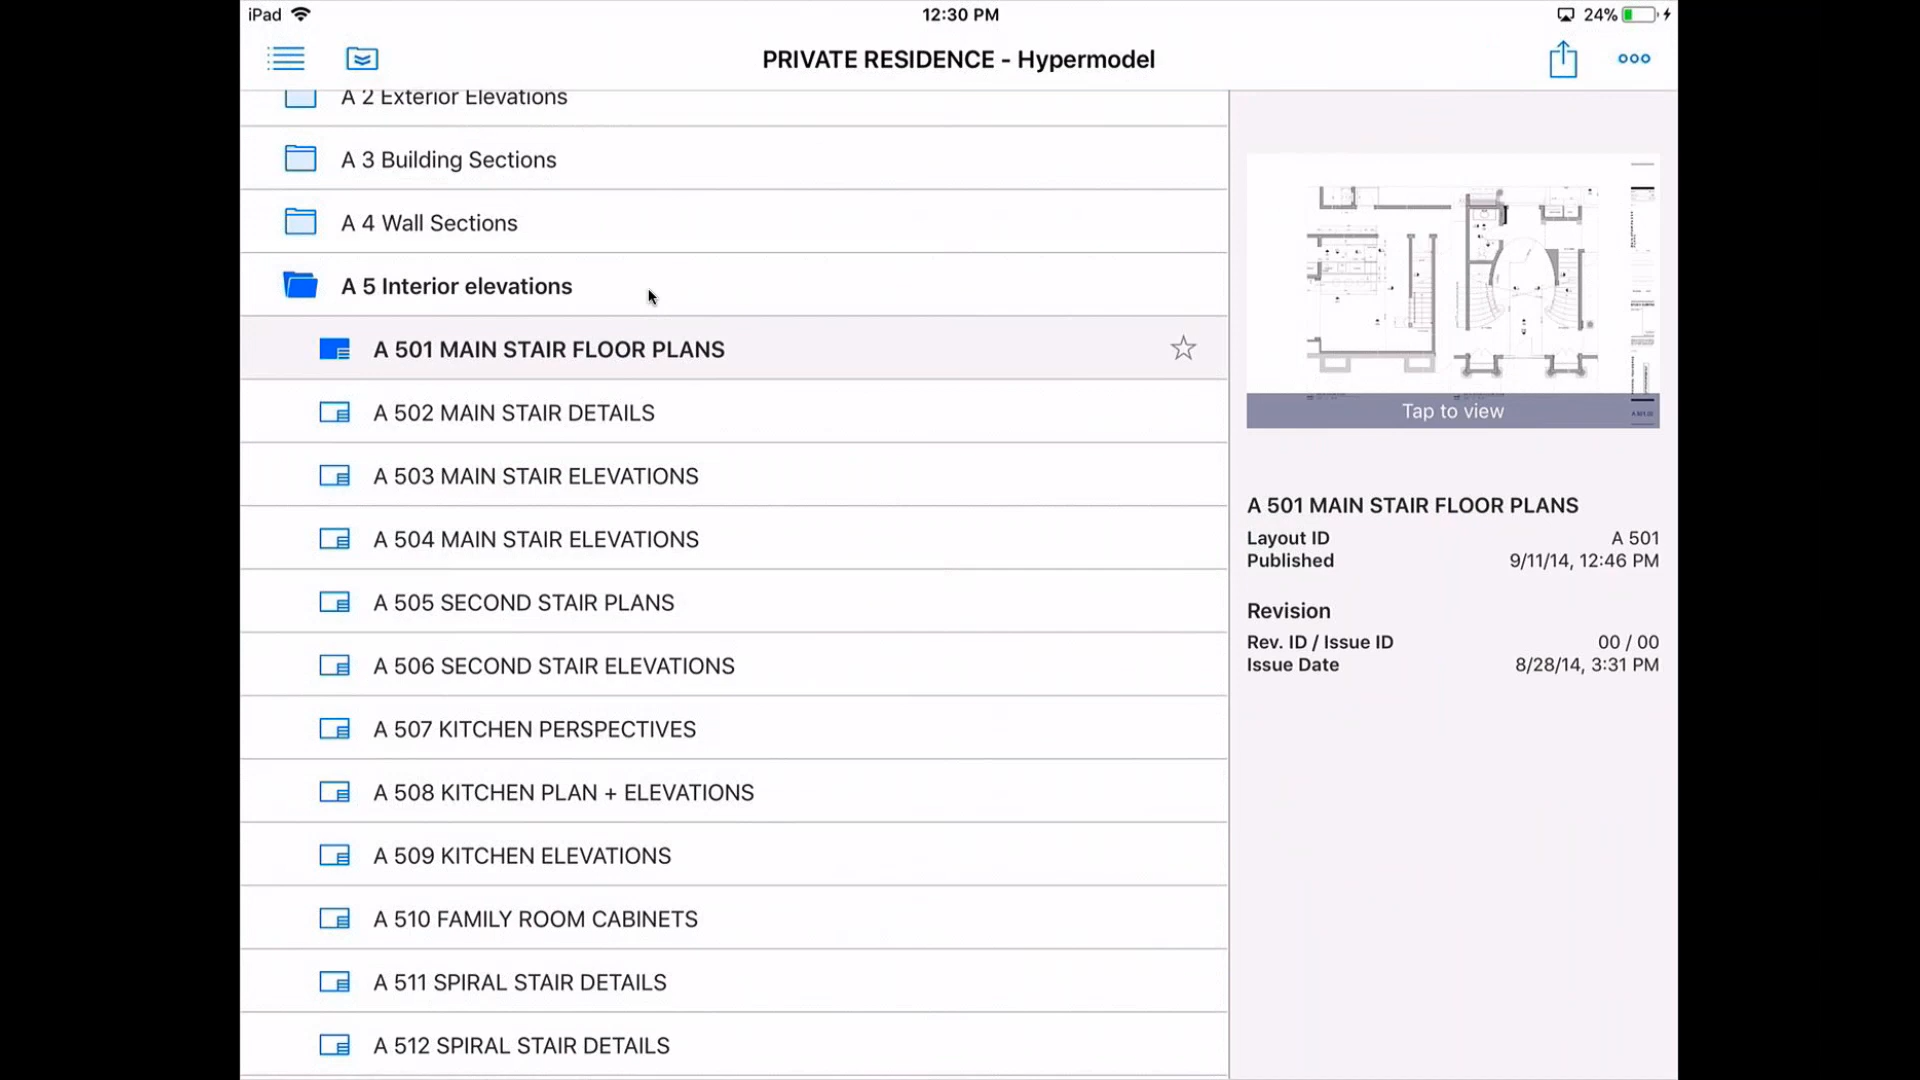 iPad
12:30 PM
24%
PRIVATE RESIDENCE - Hypermodel
A 2 Exterior Elevations
A 3 Building Sections
A 4 Wall Sections
A 5 Interior elevations
A 501 MAIN STAIR FLOOR PLANS
A 502 MAIN STAIR DETAILS
A 503 MAIN STAIR ELEVATIONS
A 504 MAIN STAIR ELEVATIONS
A 505 SECOND STAIR PLANS
A 506 SECOND STAIR ELEVATIONS
A 507 KITCHEN PERSPECTIVES
A 508 KITCHEN PLAN + ELEVATIONS
A 509 KITCHEN ELEVATIONS
A 510 FAMILY ROOM CABINETS
A 511 SPIRAL STAIR DETAILS
A 512 SPIRAL STAIR DETAILS
Tap to view
A 501 MAIN STAIR FLOOR PLANS
Layout ID A 501
Published 9/11/14, 12:46 PM
Revision
Rev. ID / Issue ID 00 / 00
Issue Date 8/28/14, 3:31 PM